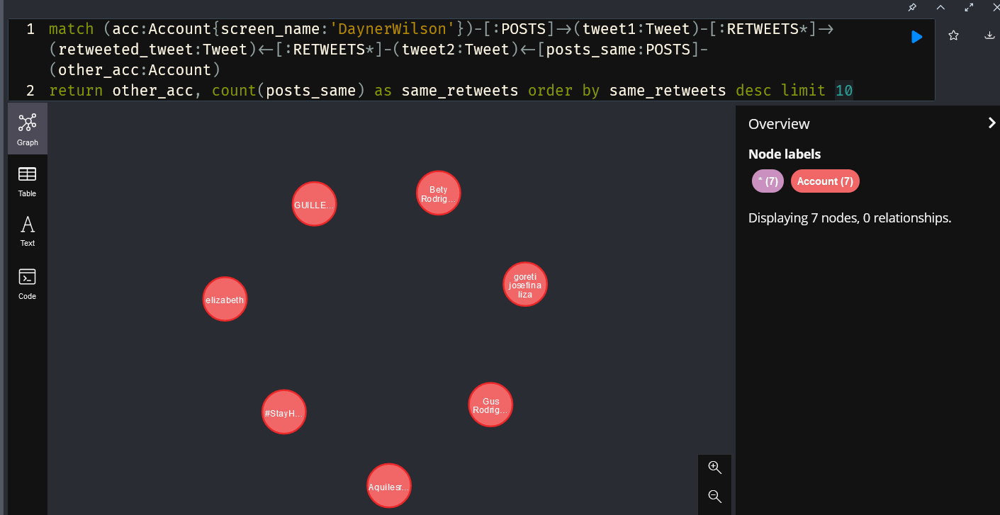 1 match (acc:Account{screen_name:'DaynerWilson'})-[:POSTS]->(tweet1:Tweet)-[:RETWEETS*]->
(retweeted_tweet:Tweet)<-[:RETWEETS*]-(tweet2:Tweet)<-[posts_same:POSTS]-
(other_acc:Account)
2 return other_acc, count(posts_same) as same_retweets order by same_retweets desc limit 10
Graph
Table
Text
Code
Bety
Rodrig...
GUILLE...
goreti
josefina
liza
elizabeth
Gus
Rodrig...
#StayH...
Aquilesr...
Overview
Node labels
* (7) Account (7)
Displaying 7 nodes, 0 relationships.